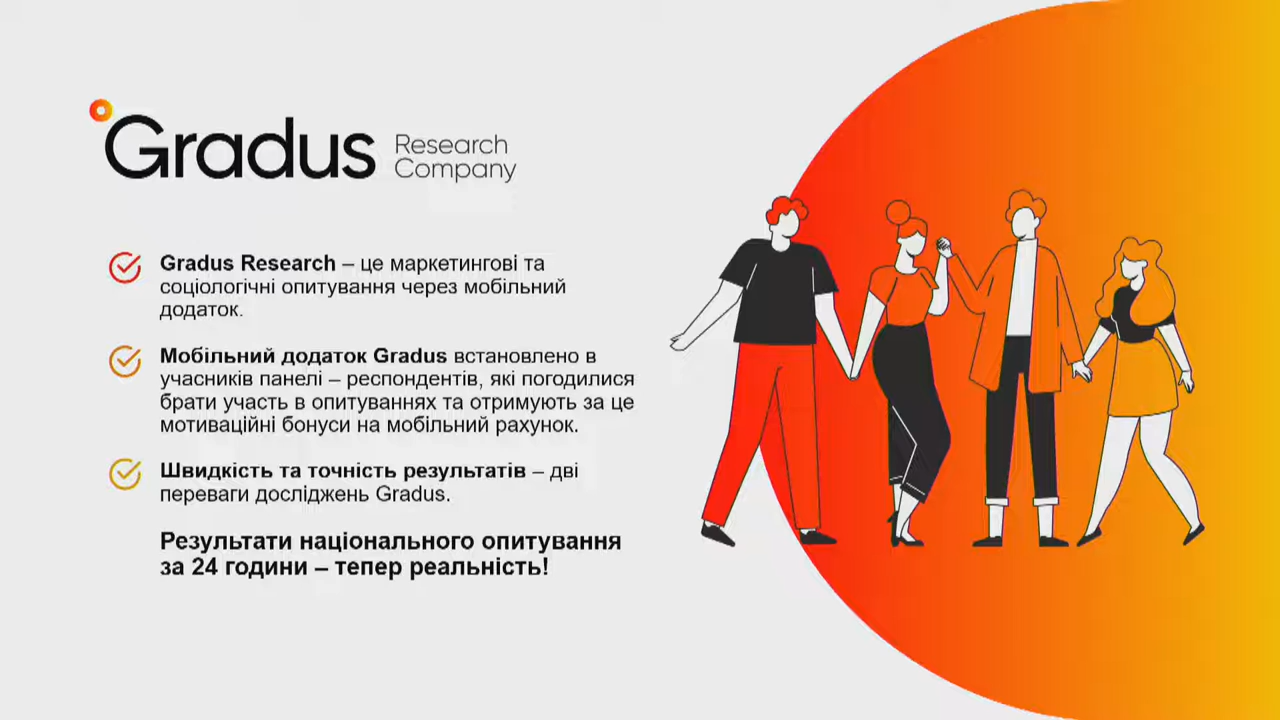 Gradus Research
Company
Gradus Research – це маркетингові та
соціологічні опитування через мобільний
додаток.
Мобільний додаток Gradus встановлено в
учасників панелі – респондентів, які погодилися
брати участь в опитуваннях та отримують за це
мотиваційні бонуси на мобільний рахунок.
Швидкість та точність результатів – дві
переваги досліджень Gradus.
Результати національного опитування
за 24 години – тепер реальність!